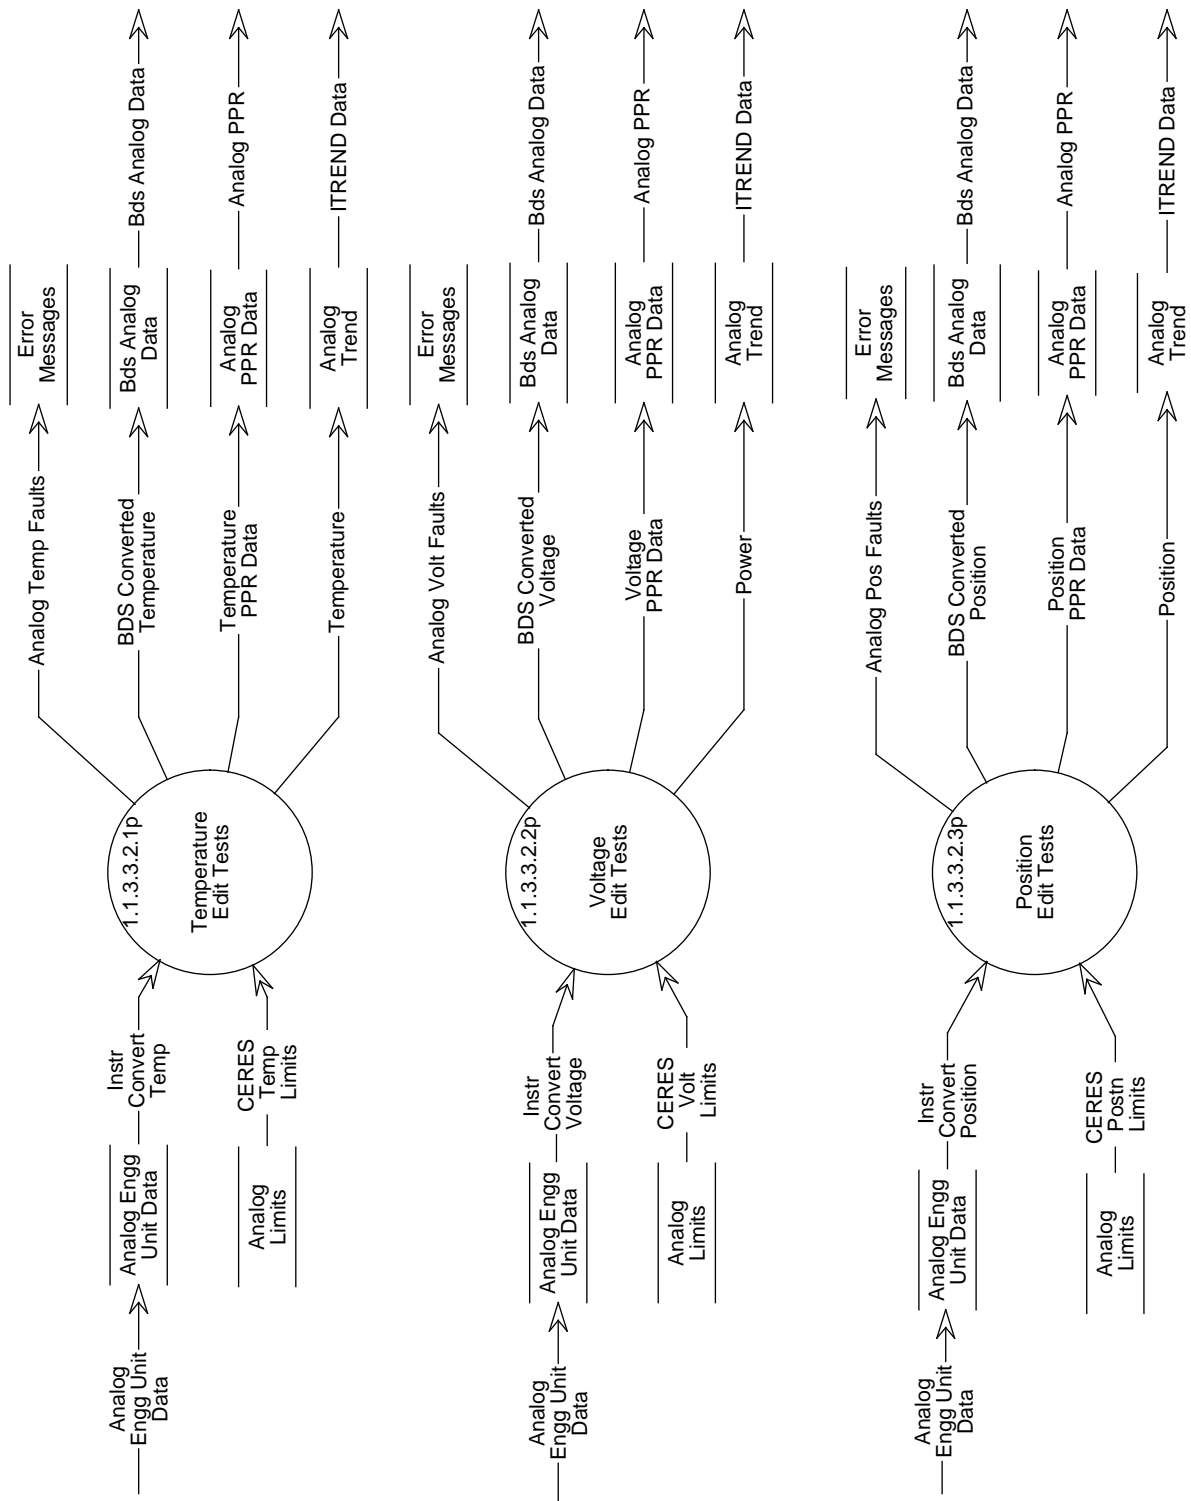 Analog
Engg Unit
Data
Analog Engg
Unit Data
Instr
Convert
Temp
Analog
Limits
CERES
Temp
Limits
1.1.3.3.2.1p
Temperature
Edit Tests
Analog Temp Faults
Error
Messages
BDS Converted
Temperature
Bds Analog
Data
Bds Analog Data
Temperature
PPR Data
Analog
PPR Data
Analog PPR
Temperature
Analog
Trend
ITREND Data
Analog
Engg Unit
Data
Analog Engg
Unit Data
Instr
Convert
Voltage
Analog
Limits
CERES
Volt
Limits
1.1.3.3.2.2p
Voltage
Edit Tests
Analog Volt Faults
Error
Messages
BDS Converted
Voltage
Bds Analog
Data
Bds Analog Data
Voltage
PPR Data
Analog
PPR Data
Analog PPR
Power
Analog
Trend
ITREND Data
Analog
Engg Unit
Data
Analog Engg
Unit Data
Instr
Convert
Position
Analog
Limits
CERES
Postn
Limits
1.1.3.3.2.3p
Position
Edit Tests
Analog Pos Faults
Error
Messages
BDS Converted
Position
Bds Analog
Data
Bds Analog Data
Position
PPR Data
Analog
PPR Data
Analog PPR
Position
Analog
Trend
ITREND Data